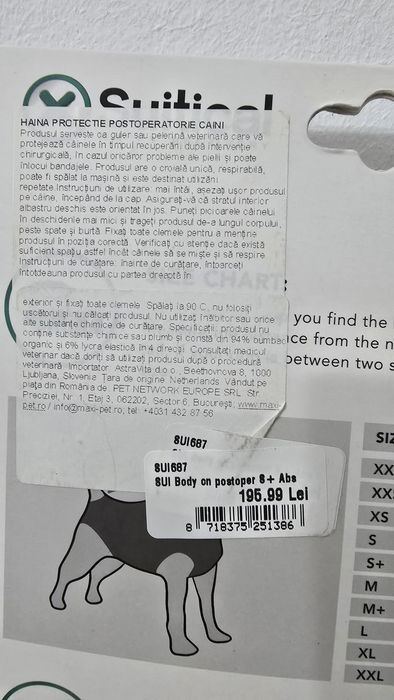 Suitical
HAINA PROTECTIE POSTOPERATORIE CAINI
Produsul serveste ca guler sau pelerină veterinară care vă
protejează câinele în timpul recuperării după intervenție
chirurgicală, în cazul oricăror probleme ale pielii și poate
înlocui bandajele. Produsul are o croială unică, respirabilă,
poate fi spălat la mașină și este destinat utilizării
repetate.Instrucțiuni de utilizare: mai întâi, așezați ușor produsul
pe câine, începând de la cap. Asigurați-vă că stratul interior
albastru deschis este orientat în jos. Puneți picioarele câinelui
în deschiderile mai mici și trageți produsul de-a lungul corpului,
peste spate și burtă. Fixați toate clemele pentru a menține
produsul în poziția corectă. Verificați cu atenție dacă există
suficient spațiu astfel încât câinele să se miște și să respire
Instrucțiuni de curățare: înainte de curățare, întoarceți
întotdeauna produsul cu partea dreaptă în
CHART:
exterior și fixați toate clemele. Spălați la 90 C, nu folosiți
uscătorul și nu călcați produsul. Nu utilizați înălbitor sau orice
alte substanțe chimice de curățare. Specificații: produsul nu
conține substanțe chimice sau plumb și constă din 94% bumbac
organic și 6% lycra elastică în 4 direcții. Consultați medicul
veterinar dacă doriți să utilizați produsul după o procedură
veterinară. Importator: AstraVita d.o.o., Beethovnova 8, 1000
Ljubljana, Slovenia Tara de origine: Netherlands. Vândut pe
piața din România de: PET NETWORK EUROPE SRL. Str.
Preciziei, Nr. 1, Etaj 3, 062202, Sector 6, București; www.maxi-
pet.ro / info@maxi-pet.ro, tel: +4031 432 87 56
you find the
ce from the n
between two s
SUI687
SUI687
SUI Body on postoper S+ Abs
195.99 Lei
8 718375 251386
SIZ
XX
XX
XS
S
S+
M
M+
L
XL
XXL